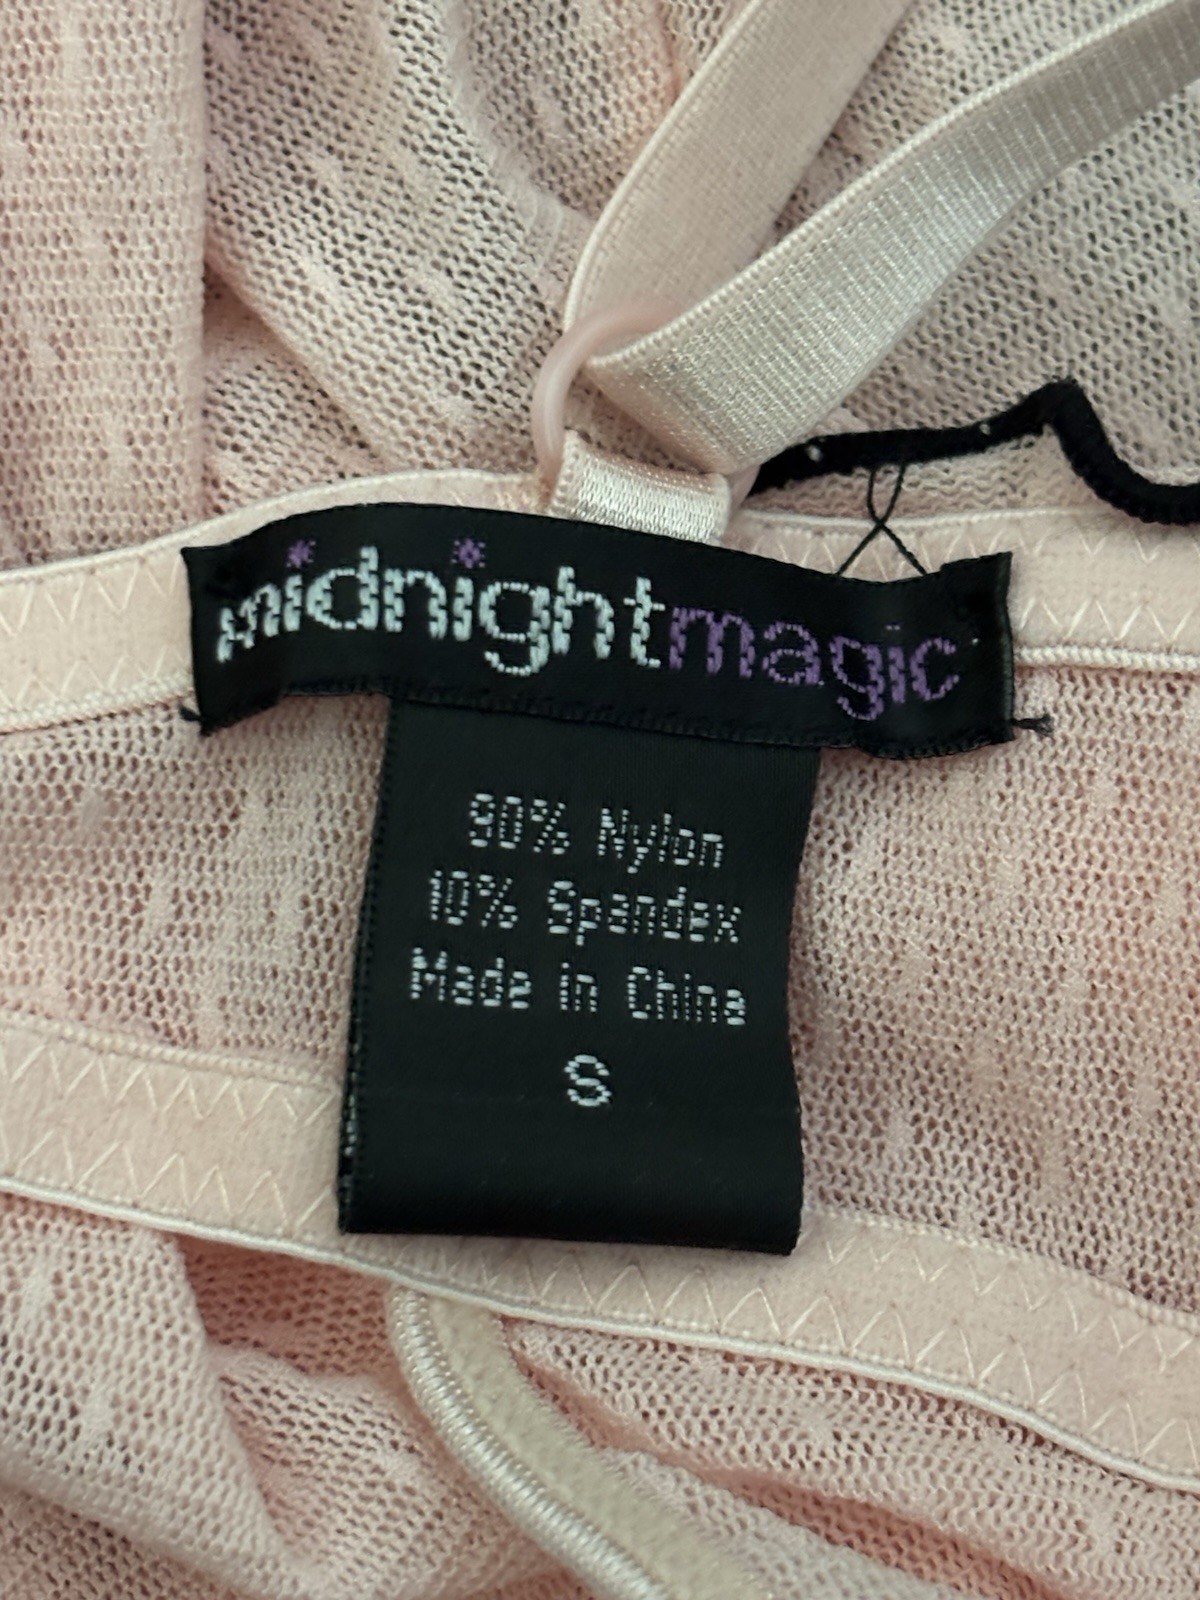 midnightmagic
90% Nylon
10% Spandex
Made in China
S